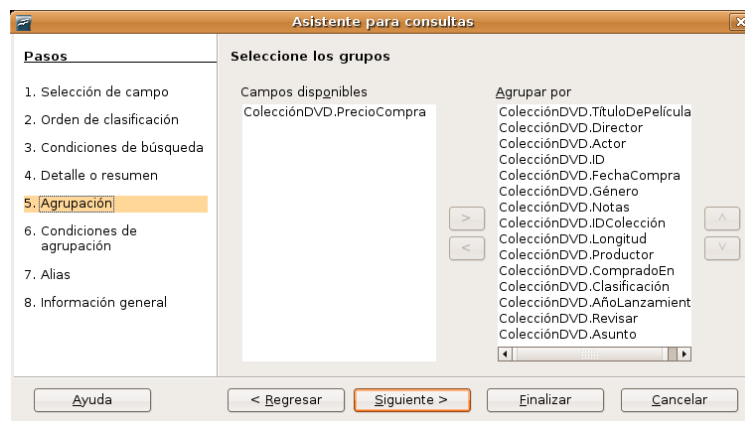 Asistente para consultas
Pasos
1. Selección de campo
2. Orden de clasificación
3. Condiciones de búsqueda
4. Detalle o resumen
5. Agrupación
6. Condiciones de
agrupación
7. Alias
8. Información general
Seleccione los grupos
Campos disponibles
ColecciónDVD.PrecioCompra
>
<
Agrupar por
ColecciónDVD.TítuloDePelícula
ColecciónDVD.Director
ColecciónDVD.Actor
ColecciónDVD.ID
ColecciónDVD.FechaCompra
ColecciónDVD.Género
ColecciónDVD.Notas
ColecciónDVD.IDColección
ColecciónDVD.Longitud
ColecciónDVD.Productor
ColecciónDVD.CompradoEn
ColecciónDVD.Clasificación
ColecciónDVD.AñoLanzamient
ColecciónDVD.Revisar
ColecciónDVD.Asunto
Ayuda
< Regresar
Siguiente >
Finalizar
Cancelar